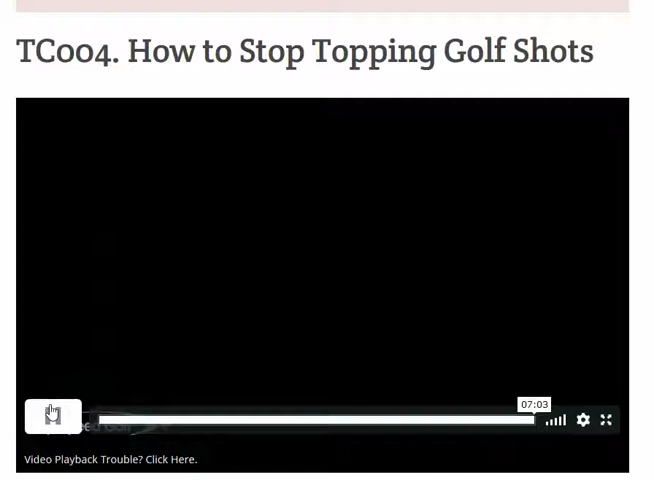 TC004. How to Stop Topping Golf Shots
07:03
Video Playback Trouble? Click Here.